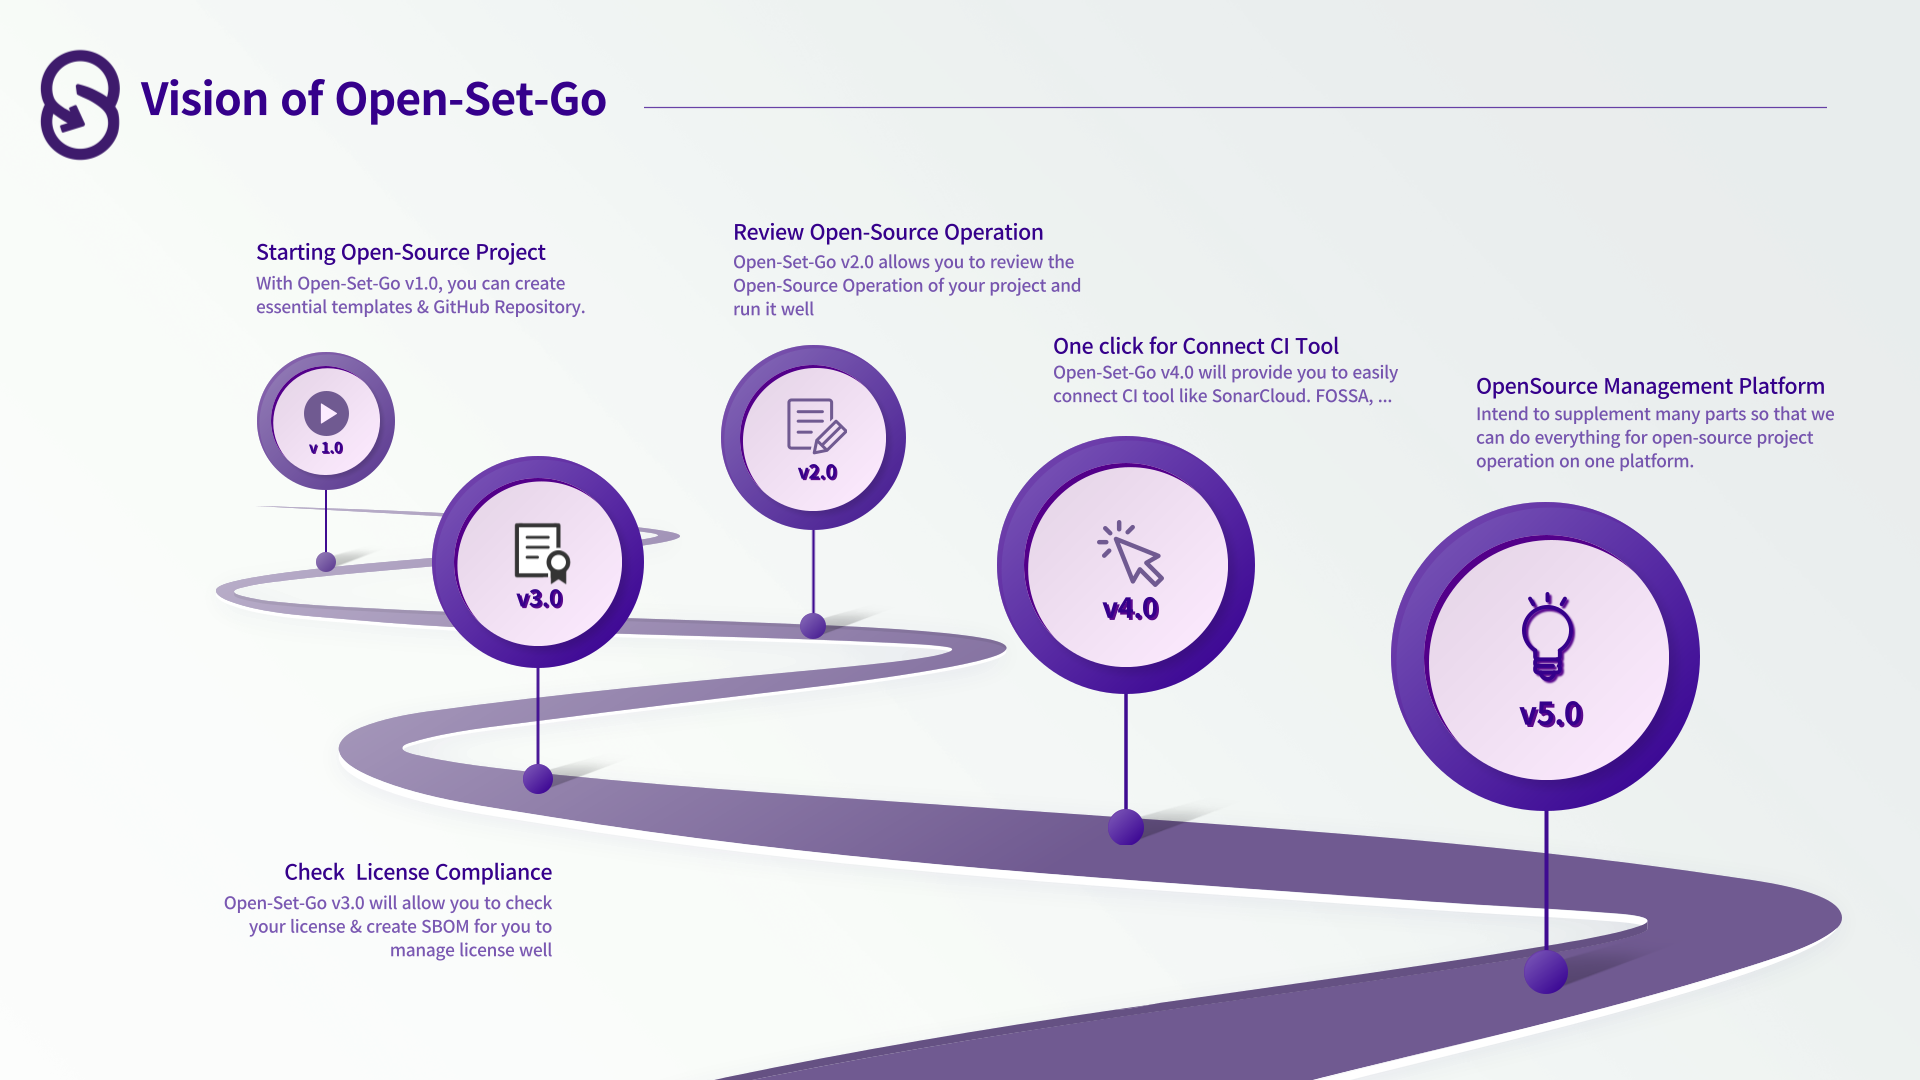 Vision of Open-Set-Go
Starting Open-Source Project
With Open-Set-Go v1.0, you can create
essential templates & GitHub Repository.
v 1.0
Review Open-Source Operation
Open-Set-Go v2.0 allows you to review the
Open-Source Operation of your project and
run it well
v2.0
v3.0
Check  License Compliance
Open-Set-Go v3.0 will allow you to check
your license & create SBOM for you to
manage license well
One click for Connect CI Tool
Open-Set-Go v4.0 will provide you to easily
connect CI tool like SonarCloud. FOSSA, ...
v4.0
OpenSource Management Platform
Intend to supplement many parts so that we
can do everything for open-source project
operation on one platform.
v5.0